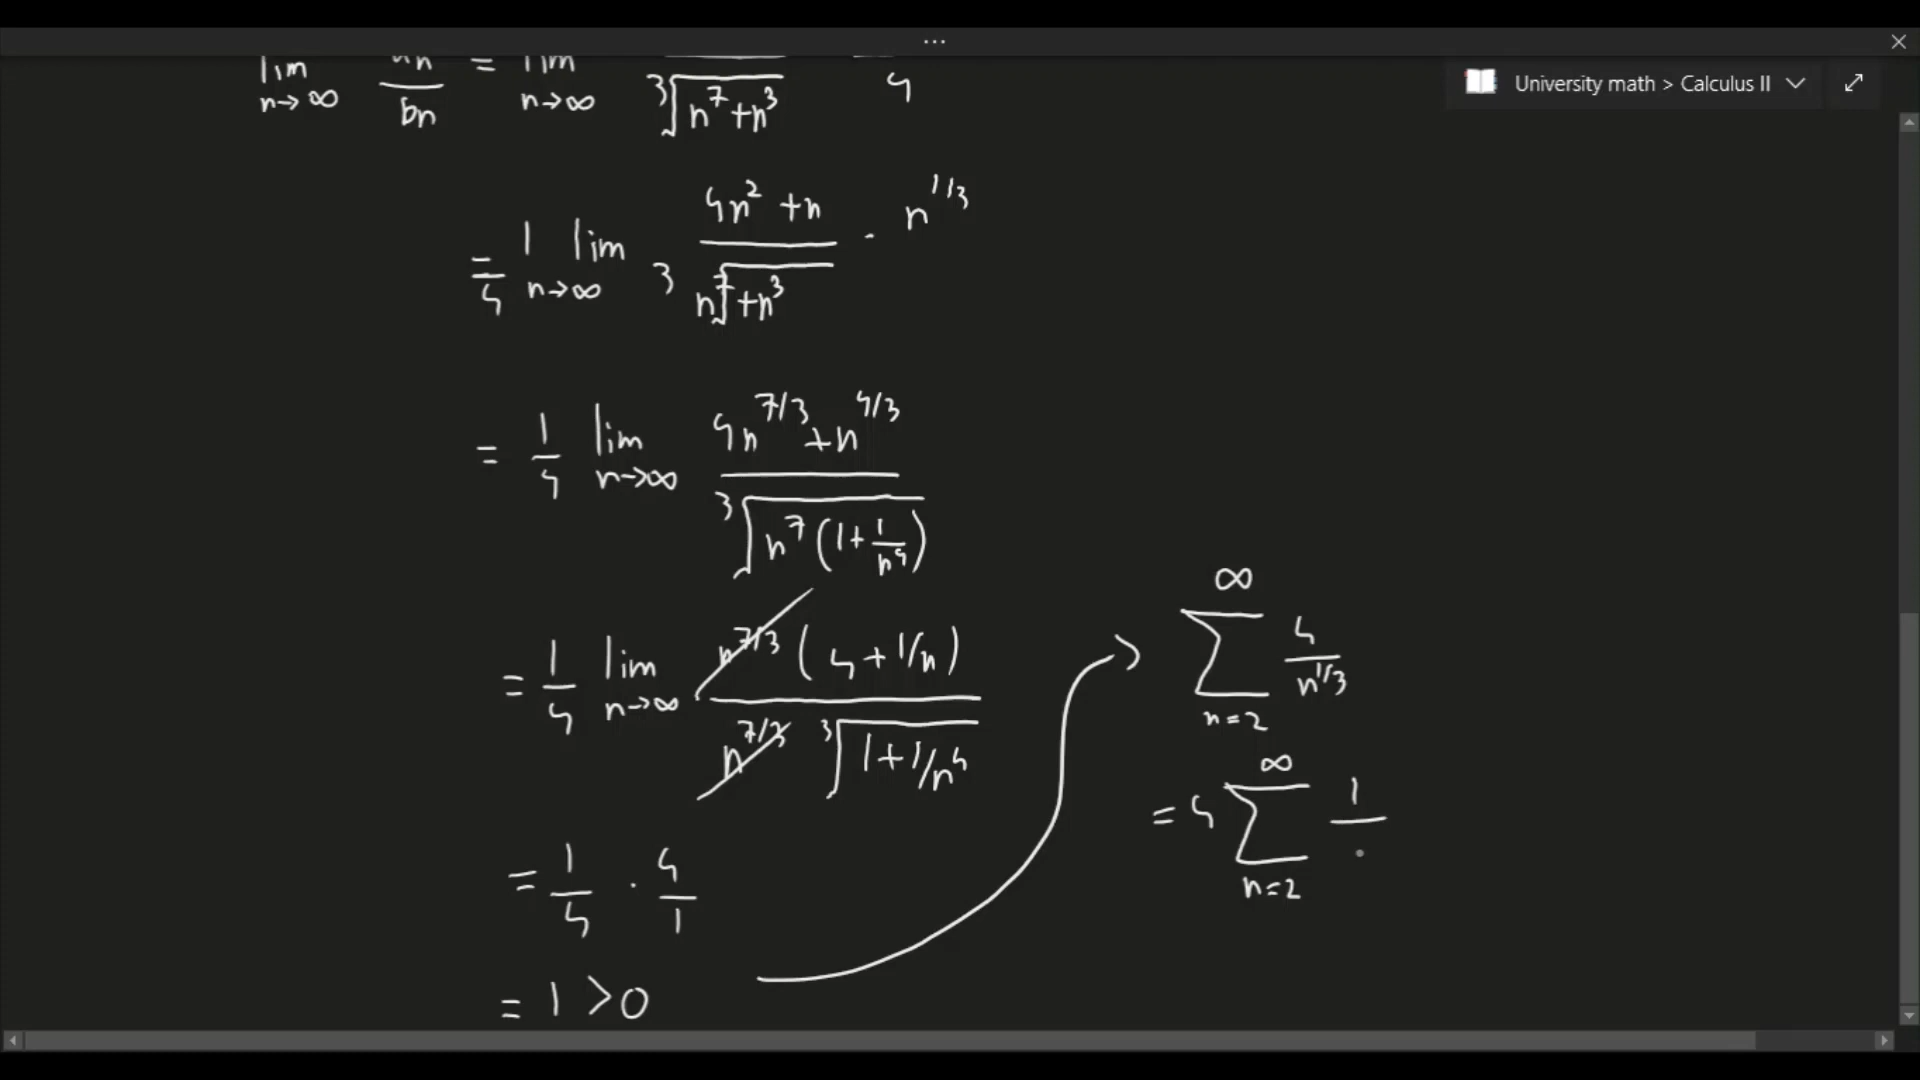 ...
University math > Calculus II
lim n→∞ an/bn = lim n→∞ ∛(n⁷+n³) 4
= 1/4 lim n→∞ (4n² + n)/∛(n⁷+n³) · n^(1/3)
= 1/4 lim n→∞ (4n^(7/3) + n^(4/3))/∛(n⁷(1+1/n⁴))
= 1/4 lim n→∞ n^(7/3)(4+1/n)/(n^(7/3) ∛(1+1/n⁴))
= 1/4 · 4/1
= 1 > 0
∞ Σ n=2 4/n^(1/3)
= 4 ∞ Σ n=2 1/